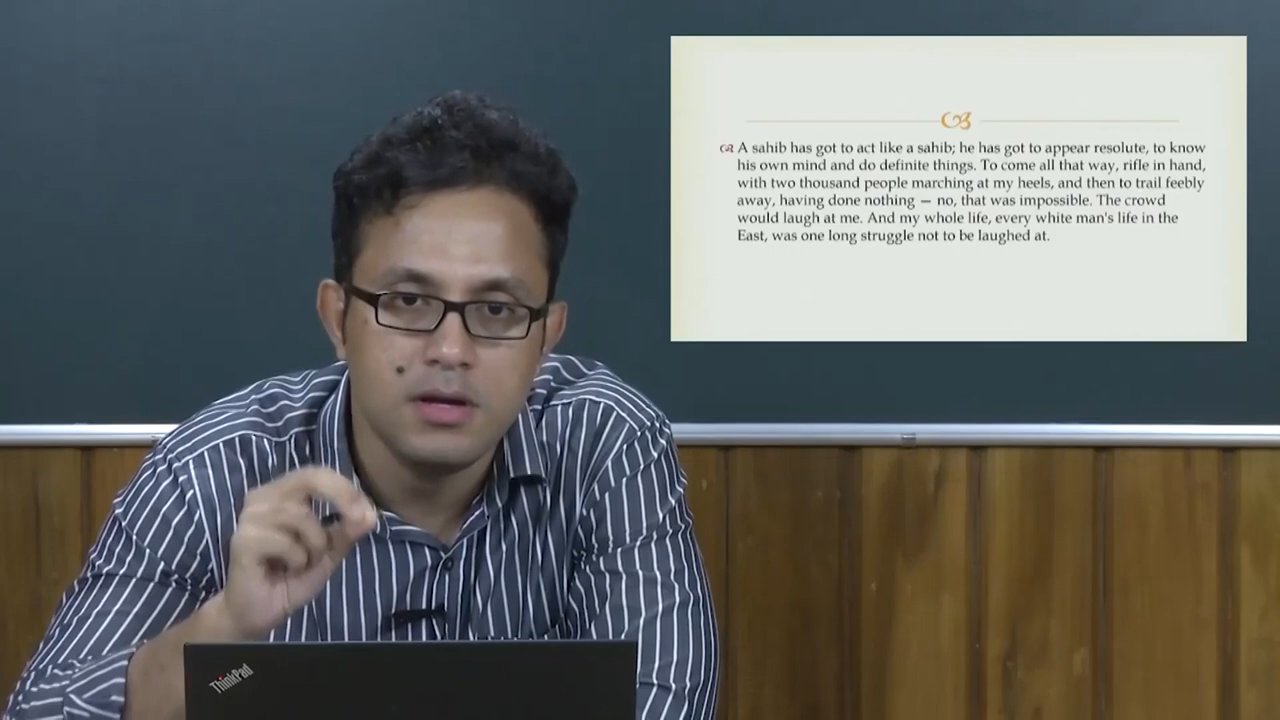 A sahib has got to act like a sahib; he has got to appear resolute, to know
his own mind and do definite things. To come all that way, rifle in hand,
with two thousand people marching at my heels, and then to trail feebly
away, having done nothing — no, that was impossible. The crowd
would laugh at me. And my whole life, every white man's life in the
East, was one long struggle not to be laughed at.
ThinkPad